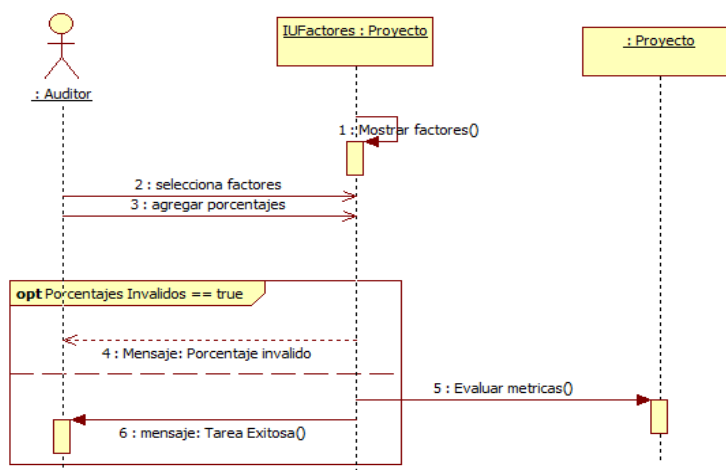 IUFactores : Proyecto
: Proyecto
: Auditor
1 : Mostrar factores()
2 : selecciona factores
3 : agregar porcentajes
opt Porcentajes Invalidos == true
4 : Mensaje: Porcentaje invalido
5 : Evaluar metricas()
6 : mensaje: Tarea Exitosa()